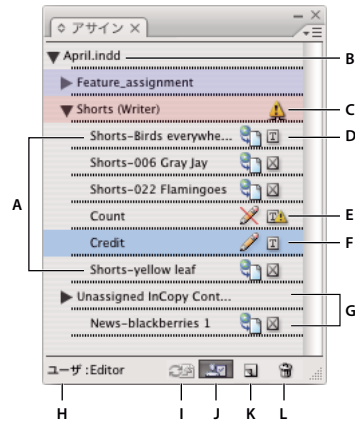 アサイン
April.indd
B
Feature_assignment
Shorts (Writer)
C
Shorts-Birds everywhe...
D
Shorts-006 Gray Jay
Shorts-022 Flamingoes
A
Count
E
Credit
F
Shorts-yellow leaf
Unassigned InCopy Cont...
G
News-blackberries 1
ユーザ :Editor
H I J K L